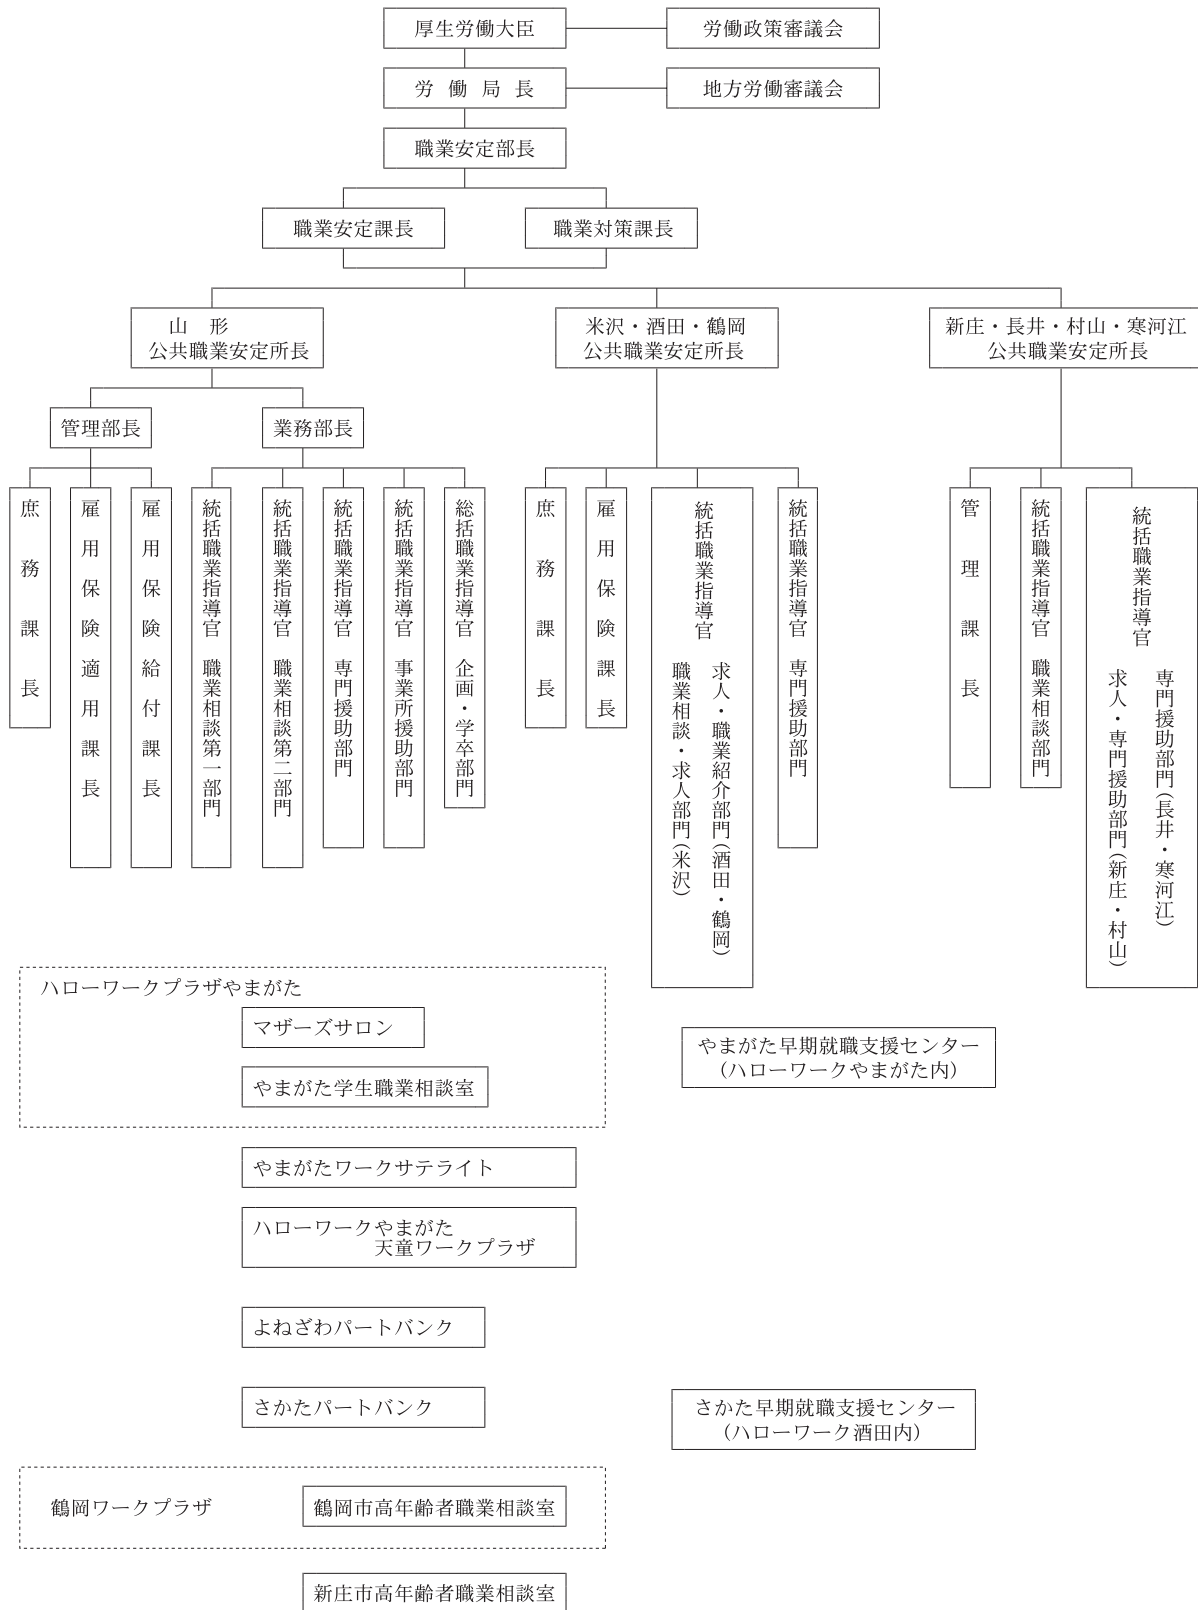 厚生労働大臣
労働政策審議会
労働局長
地方労働審議会
職業安定部長
職業安定課長
職業対策課長
山形
公共職業安定所長
米沢・酒田・鶴岡
公共職業安定所長
新庄・長井・村山・寒河江
公共職業安定所長
管理部長
業務部長
庶務課長
雇用保険適用課長
雇用保険給付課長
統括職業指導官　職業相談第一部門
統括職業指導官　職業相談第二部門
統括職業指導官　専門援助部門
統括職業指導官　事業所援助部門
総括職業指導官　企画・学卒部門
庶務課長
雇用保険課長
統括職業指導官
求人・職業紹介部門(酒田・鶴岡)
職業相談・求人部門(米沢)
統括職業指導官　専門援助部門
管理課長
統括職業指導官　職業相談部門
統括職業指導官
専門援助部門(長井・寒河江)
求人・専門援助部門(新庄・村山)
ハローワークプラザやまがた
マザーズサロン
やまがた学生職業相談室
やまがた早期就職支援センター
（ハローワークやまがた内）
やまがたワークサテライト
ハローワークやまがた
天童ワークプラザ
よねざわパートバンク
さかたパートバンク
さかた早期就職支援センター
（ハローワーク酒田内）
鶴岡ワークプラザ
鶴岡市高年齢者職業相談室
新庄市高年齢者職業相談室